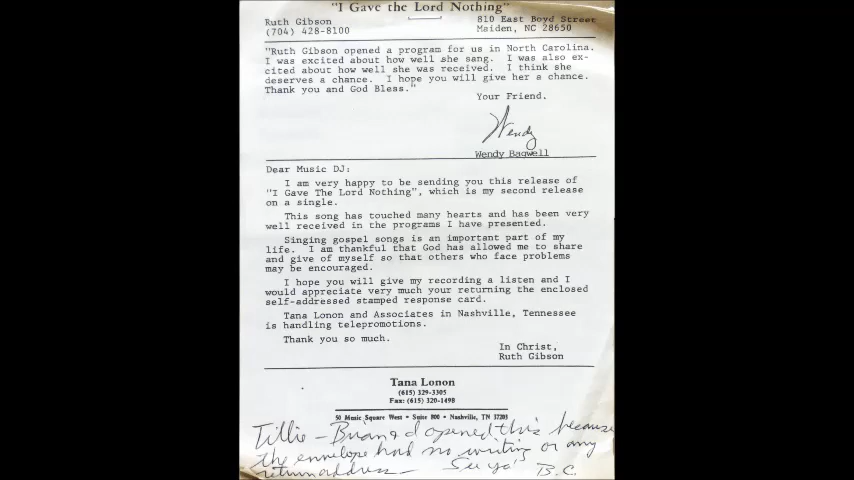 "I Gave the Lord Nothing"
Ruth Gibson 810 East Boyd Street
(704) 428-8100 Maiden, NC 28650
"Ruth Gibson opened a program for us in North Carolina.
I was excited about how well she sang. I was also ex-
cited about how well she was received. I think she
deserves a chance. I hope you will give her a chance.
Thank you and God Bless."
Your Friend.
Wendy
Wendy Bagwell
Dear Music DJ:
I am very happy to be sending you this release of
"I Gave The Lord Nothing", which is my second release
on a single.
This song has touched many hearts and has been very
well received in the programs I have presented.
Singing gospel songs is an important part of my
life. I am thankful that God has allowed me to share
and give of myself so that others who face problems
may be encouraged.
I hope you will give my recording a listen and I
would appreciate very much your returning the enclosed
self-addressed stamped response card.
Tana Lonon and Associates in Nashville, Tennessee
is handling telepromotions.
Thank you so much.
In Christ,
Ruth Gibson
Tana Lonon
(615) 329-3305
Fax: (615) 320-1498
50 Music Square West • Suite 800 • Nashville, TN 37203
Tillie - Brian & I opened this because
the envelope had no writing or any
return address - See ya' B.C.